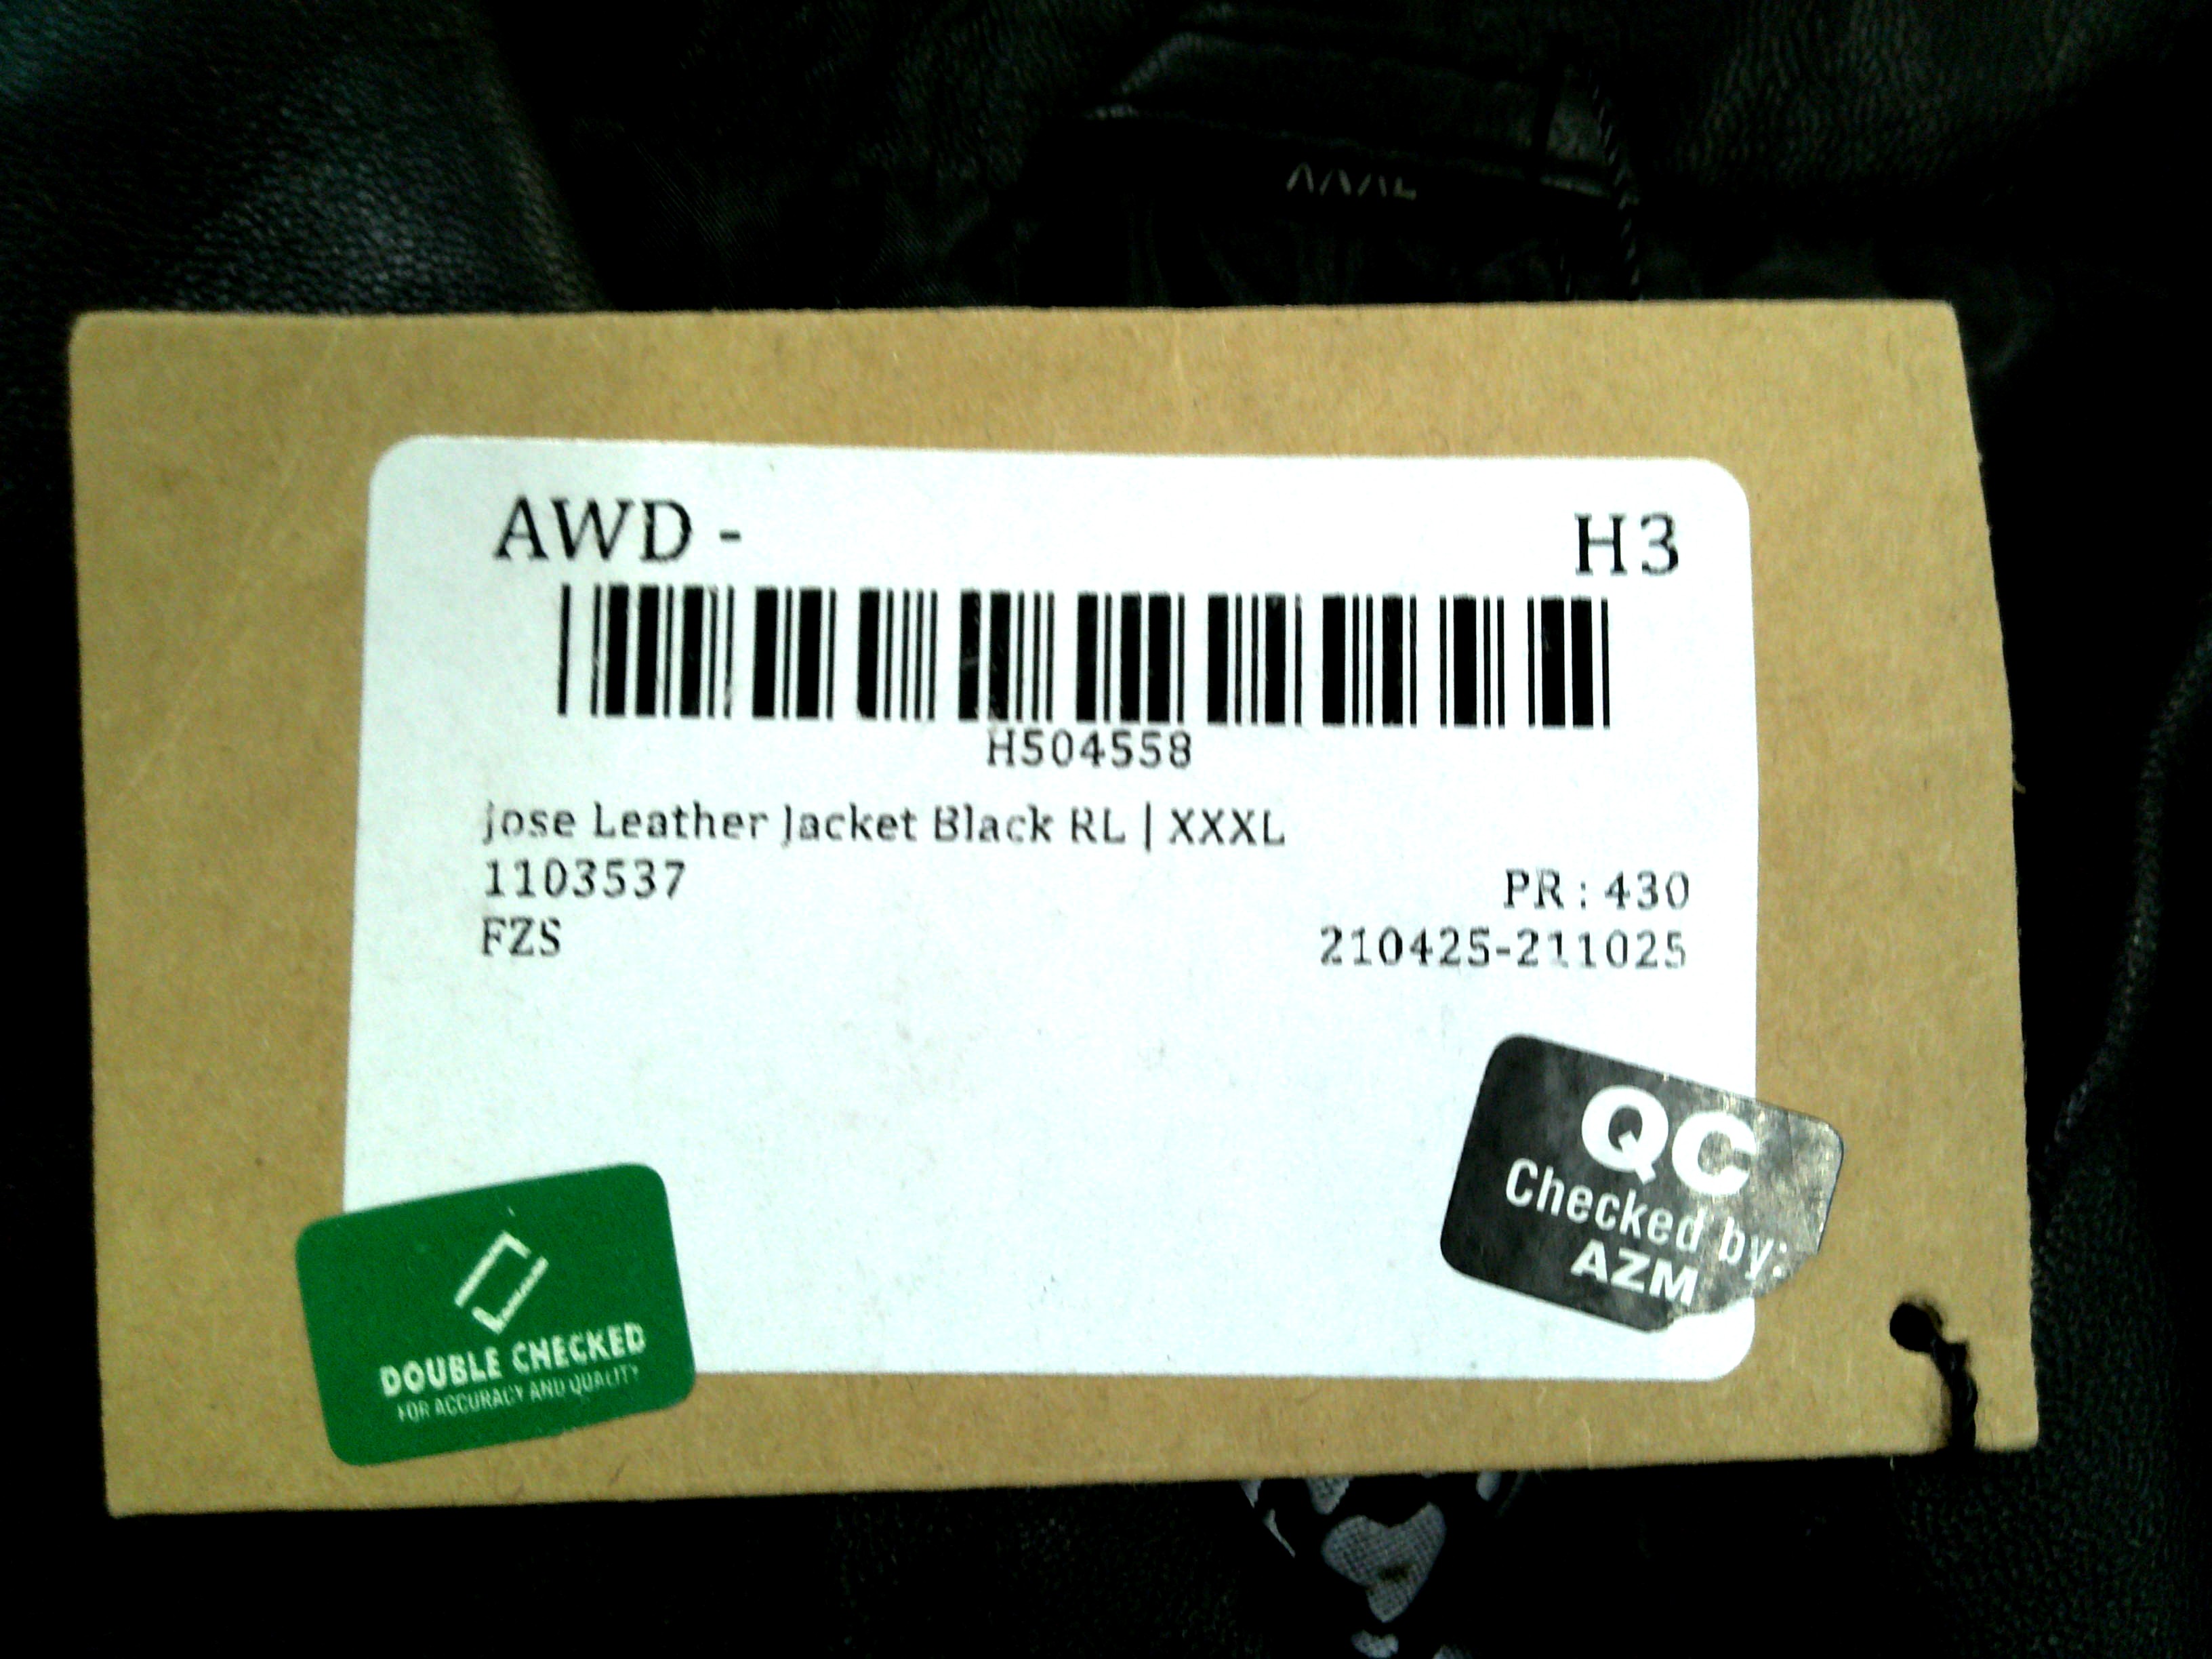 XXXL
AWD -
H3
H504558
Jose Leather Jacket Black RL | XXXL
1103537
PR : 430
FZS
210425-211025
QC
Checked by:
AZM
DOUBLE CHECKED
FOR ACCURACY AND QUALITY